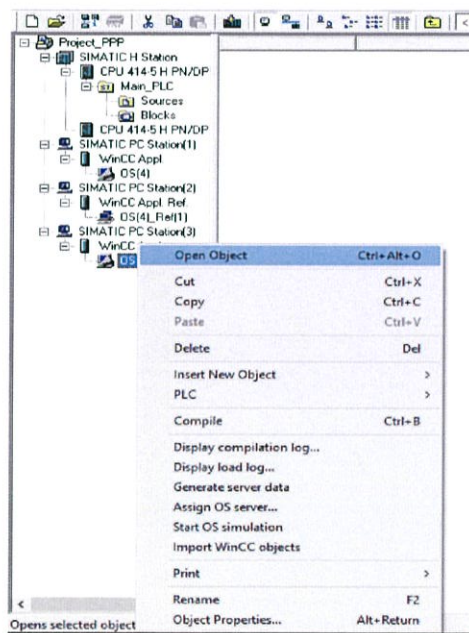 Project_PPP
SIMATIC H Station
CPU 414-5 H PN/DP
Main_PLC
Sources
Blocks
CPU 414-5 H PN/DP
SIMATIC PC Station(1)
WinCC Appl.
OS(4)
SIMATIC PC Station(2)
WinCC Appl. Ref.
OS(4)_Ref(1)
SIMATIC PC Station(3)
WinCC
OS
Open Object Ctrl+Alt+O
Cut Ctrl+X
Copy Ctrl+C
Paste Ctrl+V
Delete Del
Insert New Object >
PLC >
Compile Ctrl+B
Display compilation log...
Display load log...
Generate server data
Assign OS server...
Start OS simulation
Import WinCC objects
Print >
Rename F2
Object Properties... Alt+Return
Opens selected object